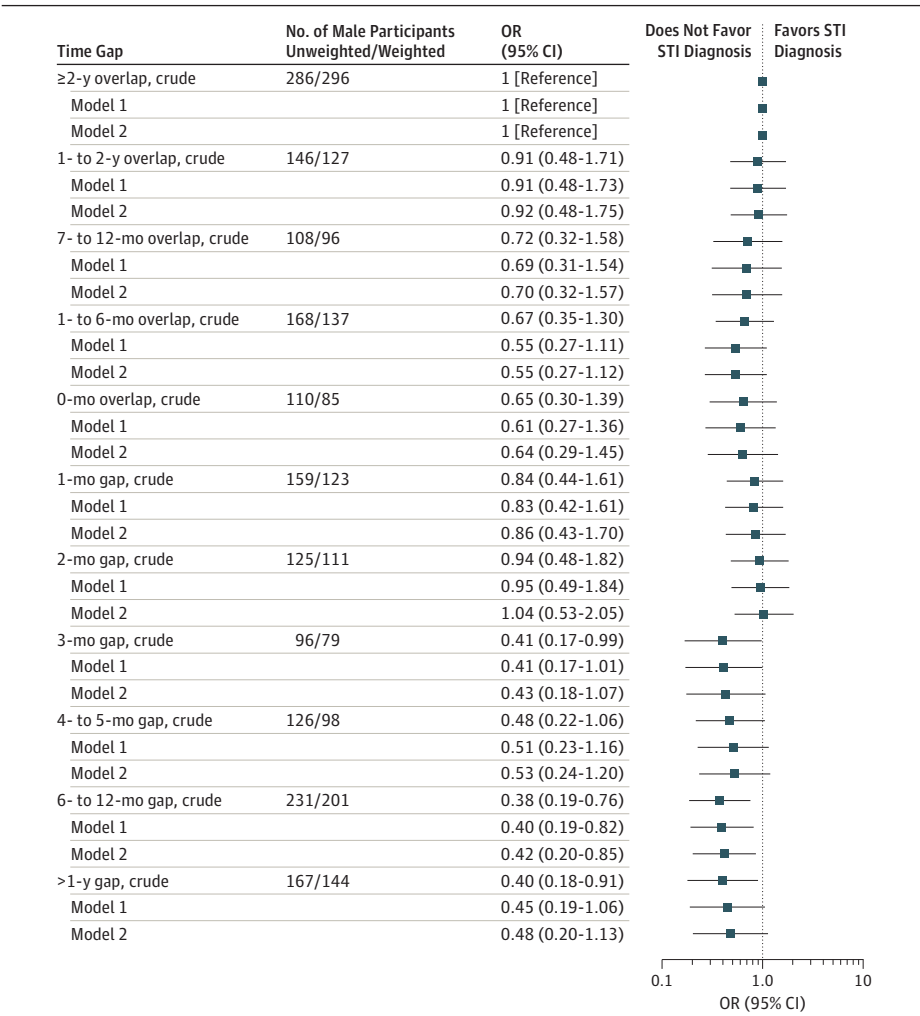 Time Gap No. of Male Participants Unweighted/Weighted OR (95% CI) Does Not Favor STI Diagnosis Favors STI Diagnosis
≥2-y overlap, crude 286/296 1 [Reference]
Model 1 1 [Reference]
Model 2 1 [Reference]
1- to 2-y overlap, crude 146/127 0.91 (0.48-1.71)
Model 1 0.91 (0.48-1.73)
Model 2 0.92 (0.48-1.75)
7- to 12-mo overlap, crude 108/96 0.72 (0.32-1.58)
Model 1 0.69 (0.31-1.54)
Model 2 0.70 (0.32-1.57)
1- to 6-mo overlap, crude 168/137 0.67 (0.35-1.30)
Model 1 0.55 (0.27-1.11)
Model 2 0.55 (0.27-1.12)
0-mo overlap, crude 110/85 0.65 (0.30-1.39)
Model 1 0.61 (0.27-1.36)
Model 2 0.64 (0.29-1.45)
1-mo gap, crude 159/123 0.84 (0.44-1.61)
Model 1 0.83 (0.42-1.61)
Model 2 0.86 (0.43-1.70)
2-mo gap, crude 125/111 0.94 (0.48-1.82)
Model 1 0.95 (0.49-1.84)
Model 2 1.04 (0.53-2.05)
3-mo gap, crude 96/79 0.41 (0.17-0.99)
Model 1 0.41 (0.17-1.01)
Model 2 0.43 (0.18-1.07)
4- to 5-mo gap, crude 126/98 0.48 (0.22-1.06)
Model 1 0.51 (0.23-1.16)
Model 2 0.53 (0.24-1.20)
6- to 12-mo gap, crude 231/201 0.38 (0.19-0.76)
Model 1 0.40 (0.19-0.82)
Model 2 0.42 (0.20-0.85)
>1-y gap, crude 167/144 0.40 (0.18-0.91)
Model 1 0.45 (0.19-1.06)
Model 2 0.48 (0.20-1.13)
0.1 1.0 10
OR (95% CI)